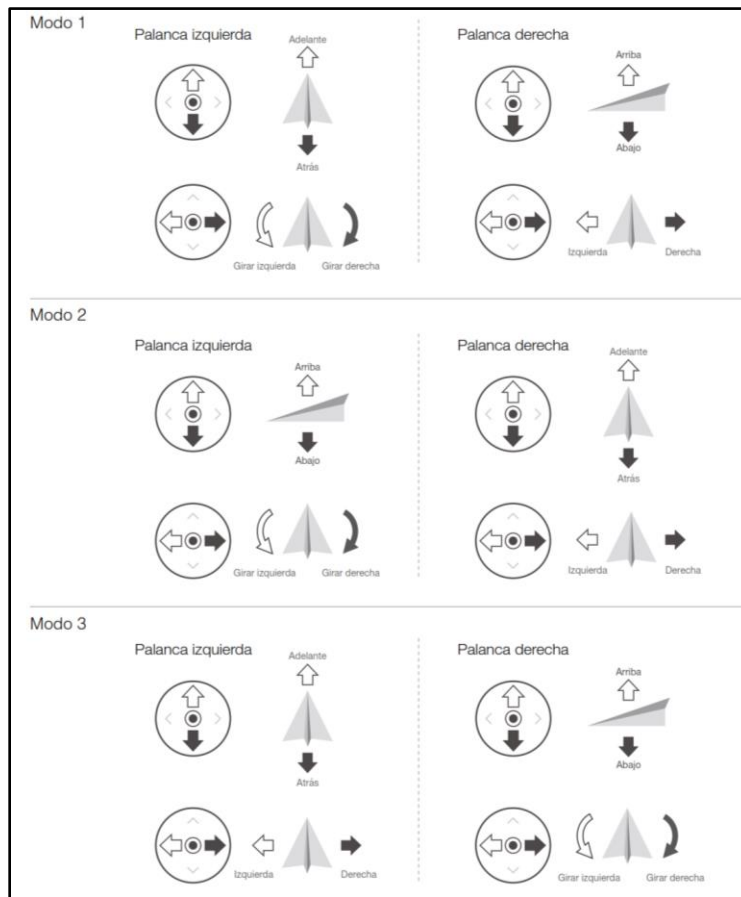 Modo 1
Palanca izquierda
Adelante
Atrás
Girar izquierda Girar derecha
Palanca derecha
Arriba
Abajo
Izquierda Derecha
Modo 2
Palanca izquierda
Arriba
Abajo
Girar izquierda Girar derecha
Palanca derecha
Adelante
Atrás
Izquierda Derecha
Modo 3
Palanca izquierda
Adelante
Atrás
Izquierda Derecha
Palanca derecha
Arriba
Abajo
Girar izquierda Girar derecha